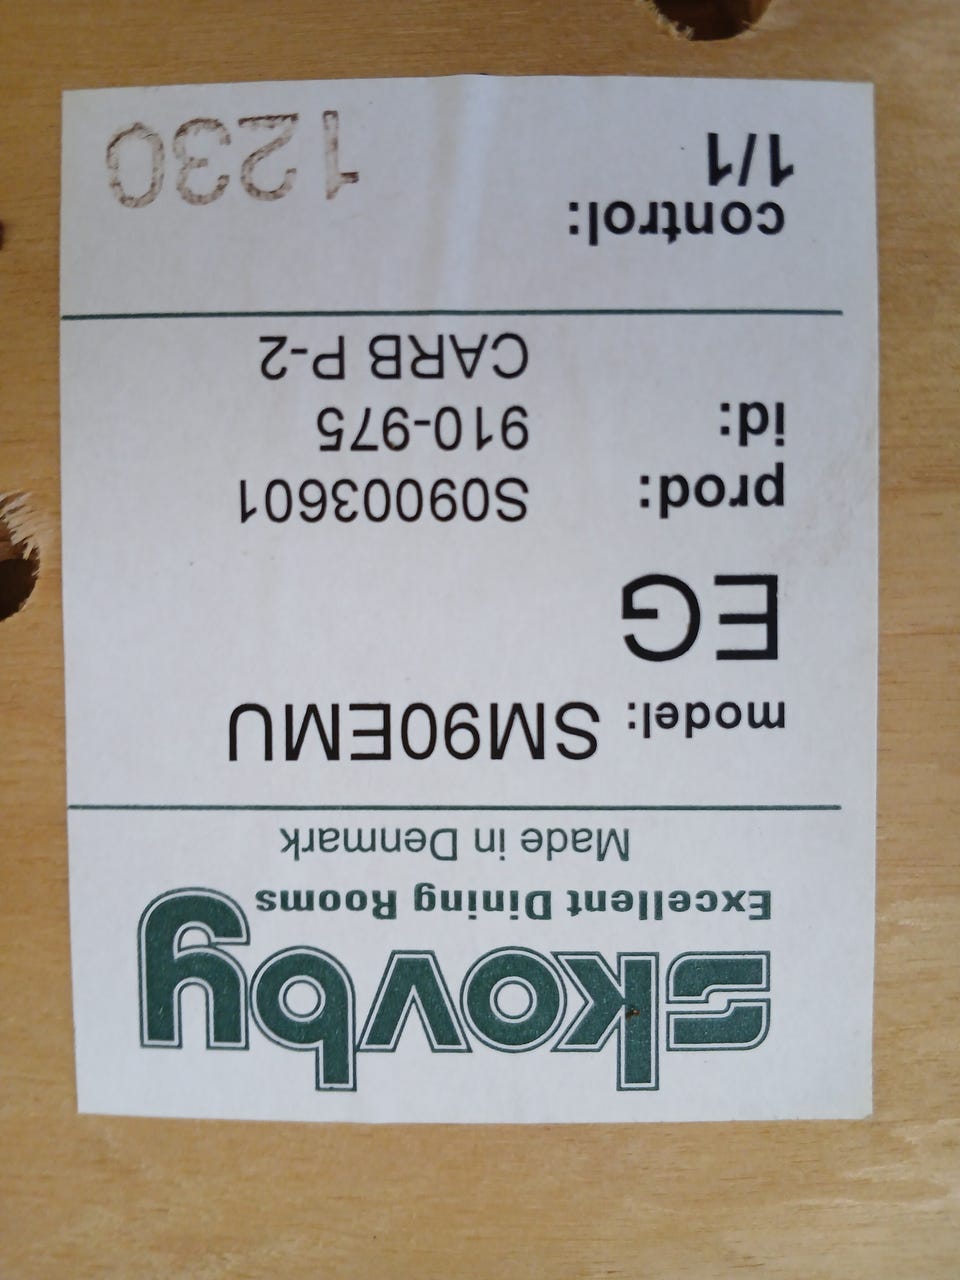 skovby
Excellent Dining Rooms
Made in Denmark
model: SM90EMU
EG
prod: S09003601
id: 910-975
CARB P-2
control:
1/1
1230